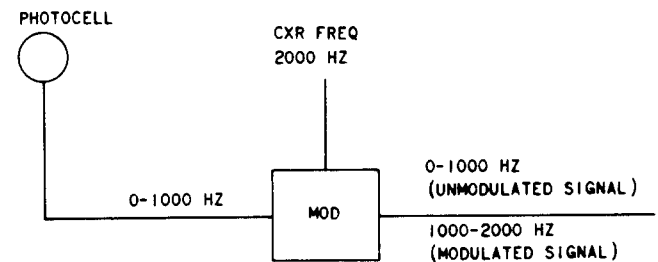 PHOTOCELL
CXR FREQ
2000 HZ
0-1000 HZ
MOD
0-1000 HZ
(UNMODULATED SIGNAL)
1000-2000 HZ
(MODULATED SIGNAL)